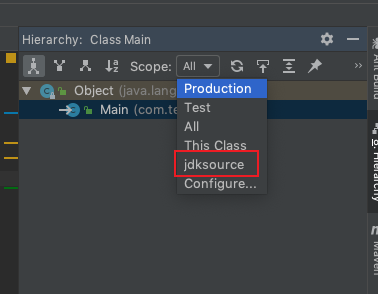 Hierarchy: Class Main
Scope: All
Production
Object (java.lang
Test
Main (com.te
All
This Class
jdksource
Configure...
Ant Build
Hierarchy
Maven